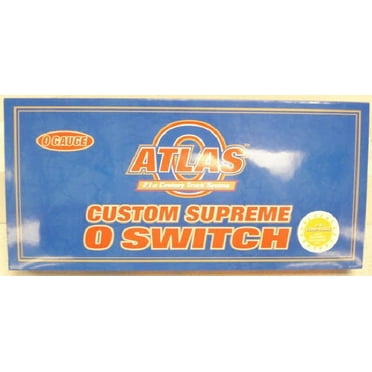 O GAUGE
ATLAS
21st Century Track System
CUSTOM SUPREME
O SWITCH